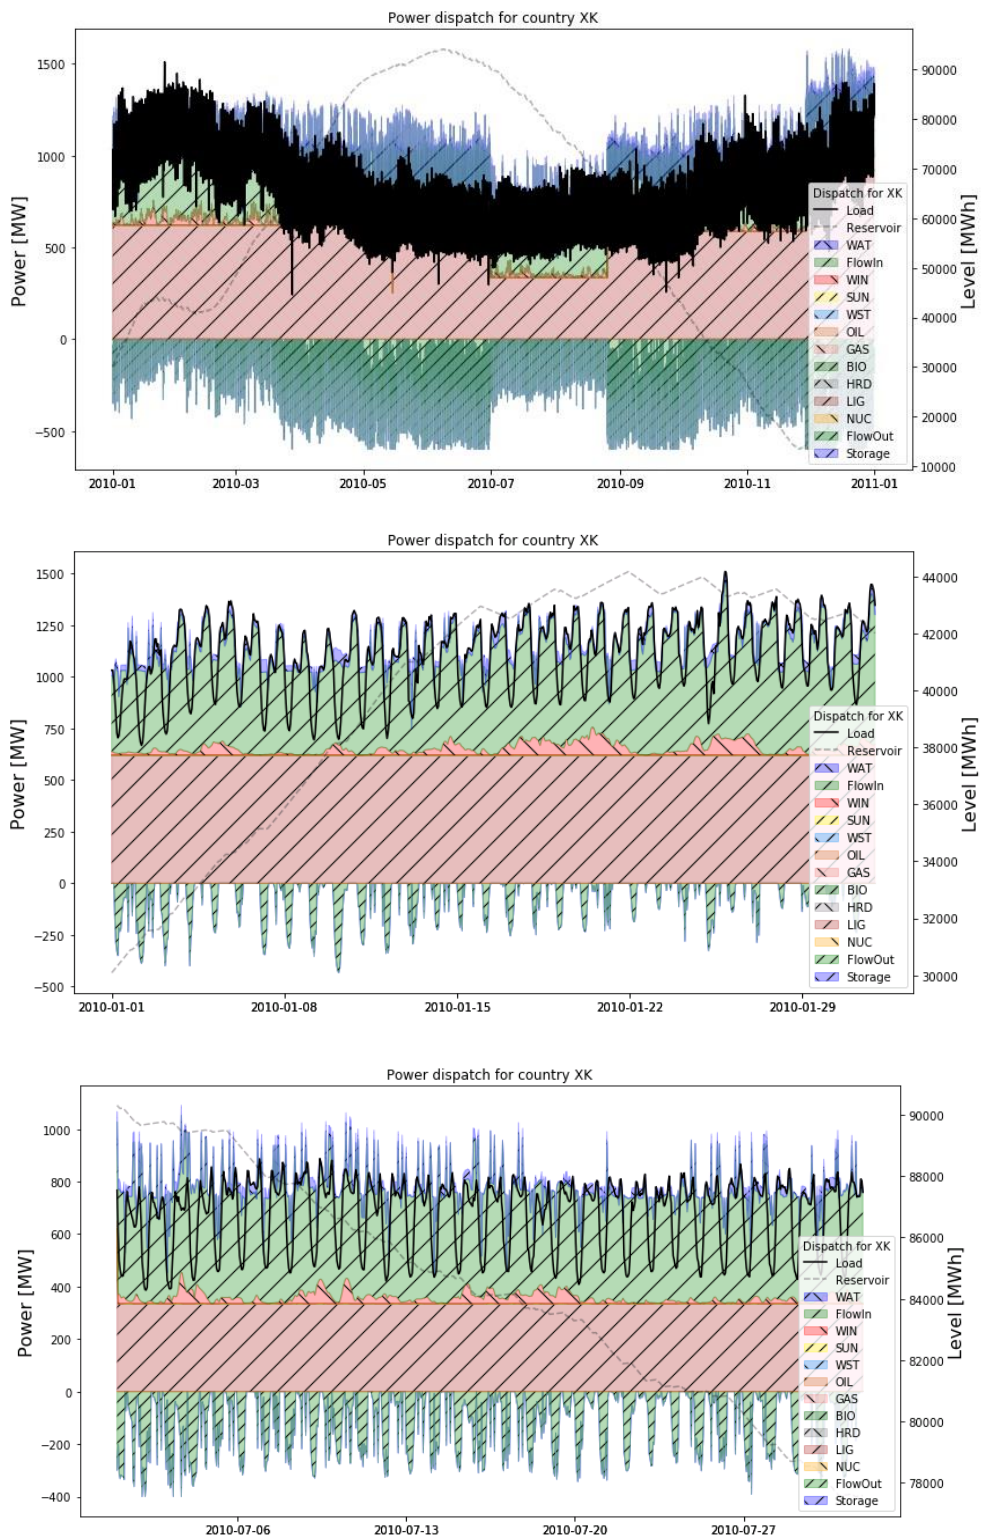 Power dispatch for country XK
Power [MW]
1500
1000
500
0
−500
2010-01
2010-03
2010-05
2010-07
2010-09
2010-11
2011-01
Level [MWh]
90000
80000
70000
60000
50000
40000
30000
20000
10000
Dispatch for XK
Load
Reservoir
WAT
FlowIn
WIN
SUN
WST
OIL
GAS
BIO
HRD
LIG
NUC
FlowOut
Storage
Power dispatch for country XK
Power [MW]
1500
1250
1000
750
500
250
0
−250
−500
2010-01-01
2010-01-08
2010-01-15
2010-01-22
2010-01-29
Level [MWh]
44000
42000
40000
38000
36000
34000
32000
30000
Dispatch for XK
Load
Reservoir
WAT
FlowIn
WIN
SUN
WST
OIL
GAS
BIO
HRD
LIG
NUC
FlowOut
Storage
Power dispatch for country XK
Power [MW]
1000
800
600
400
200
0
−200
−400
2010-07-06
2010-07-13
2010-07-20
2010-07-27
Level [MWh]
90000
88000
86000
84000
82000
80000
78000
Dispatch for XK
Load
Reservoir
WAT
FlowIn
WIN
SUN
WST
OIL
GAS
BIO
HRD
LIG
NUC
FlowOut
Storage